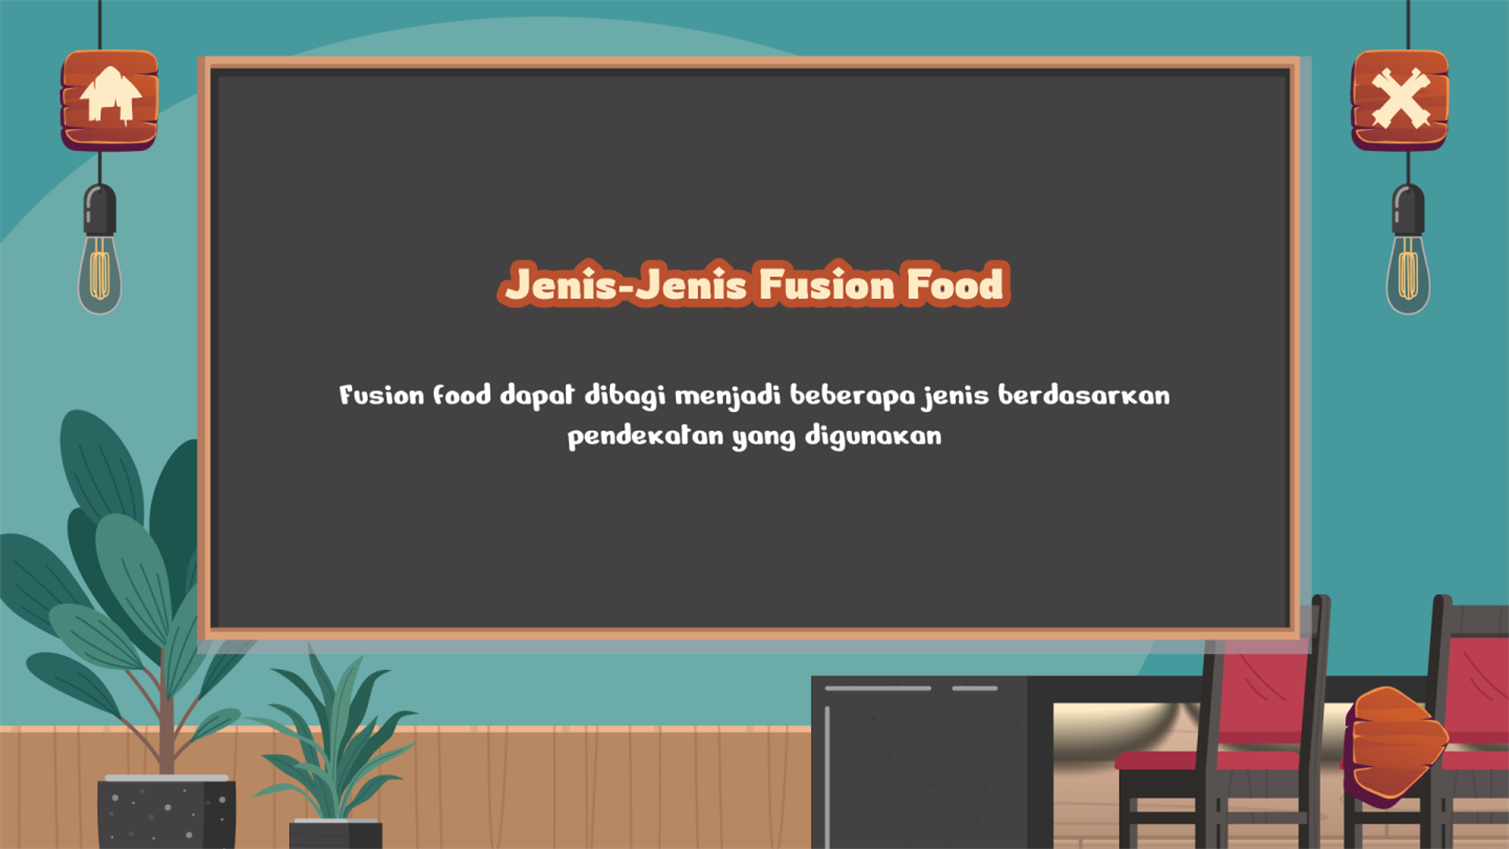 Jenis-Jenis Fusion Food
Fusion food dapat dibagi menjadi beberapa jenis berdasarkan
pendekatan yang digunakan